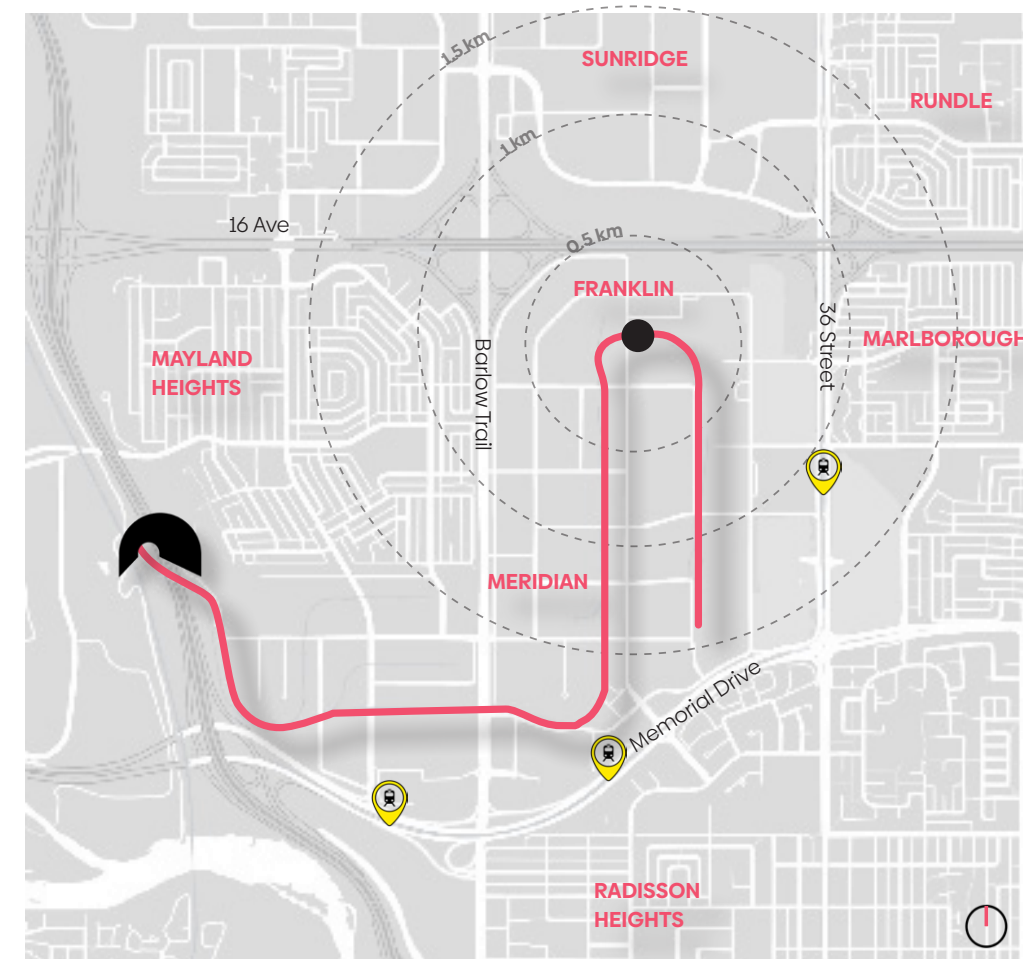 1.5 km
SUNRIDGE
RUNDLE
1 km
16 Ave
0.5 km
FRANKLIN
36 Street
MARLBOROUGH
MAYLAND
HEIGHTS
Barlow Trail
MERIDIAN
Memorial Drive
RADISSON
HEIGHTS